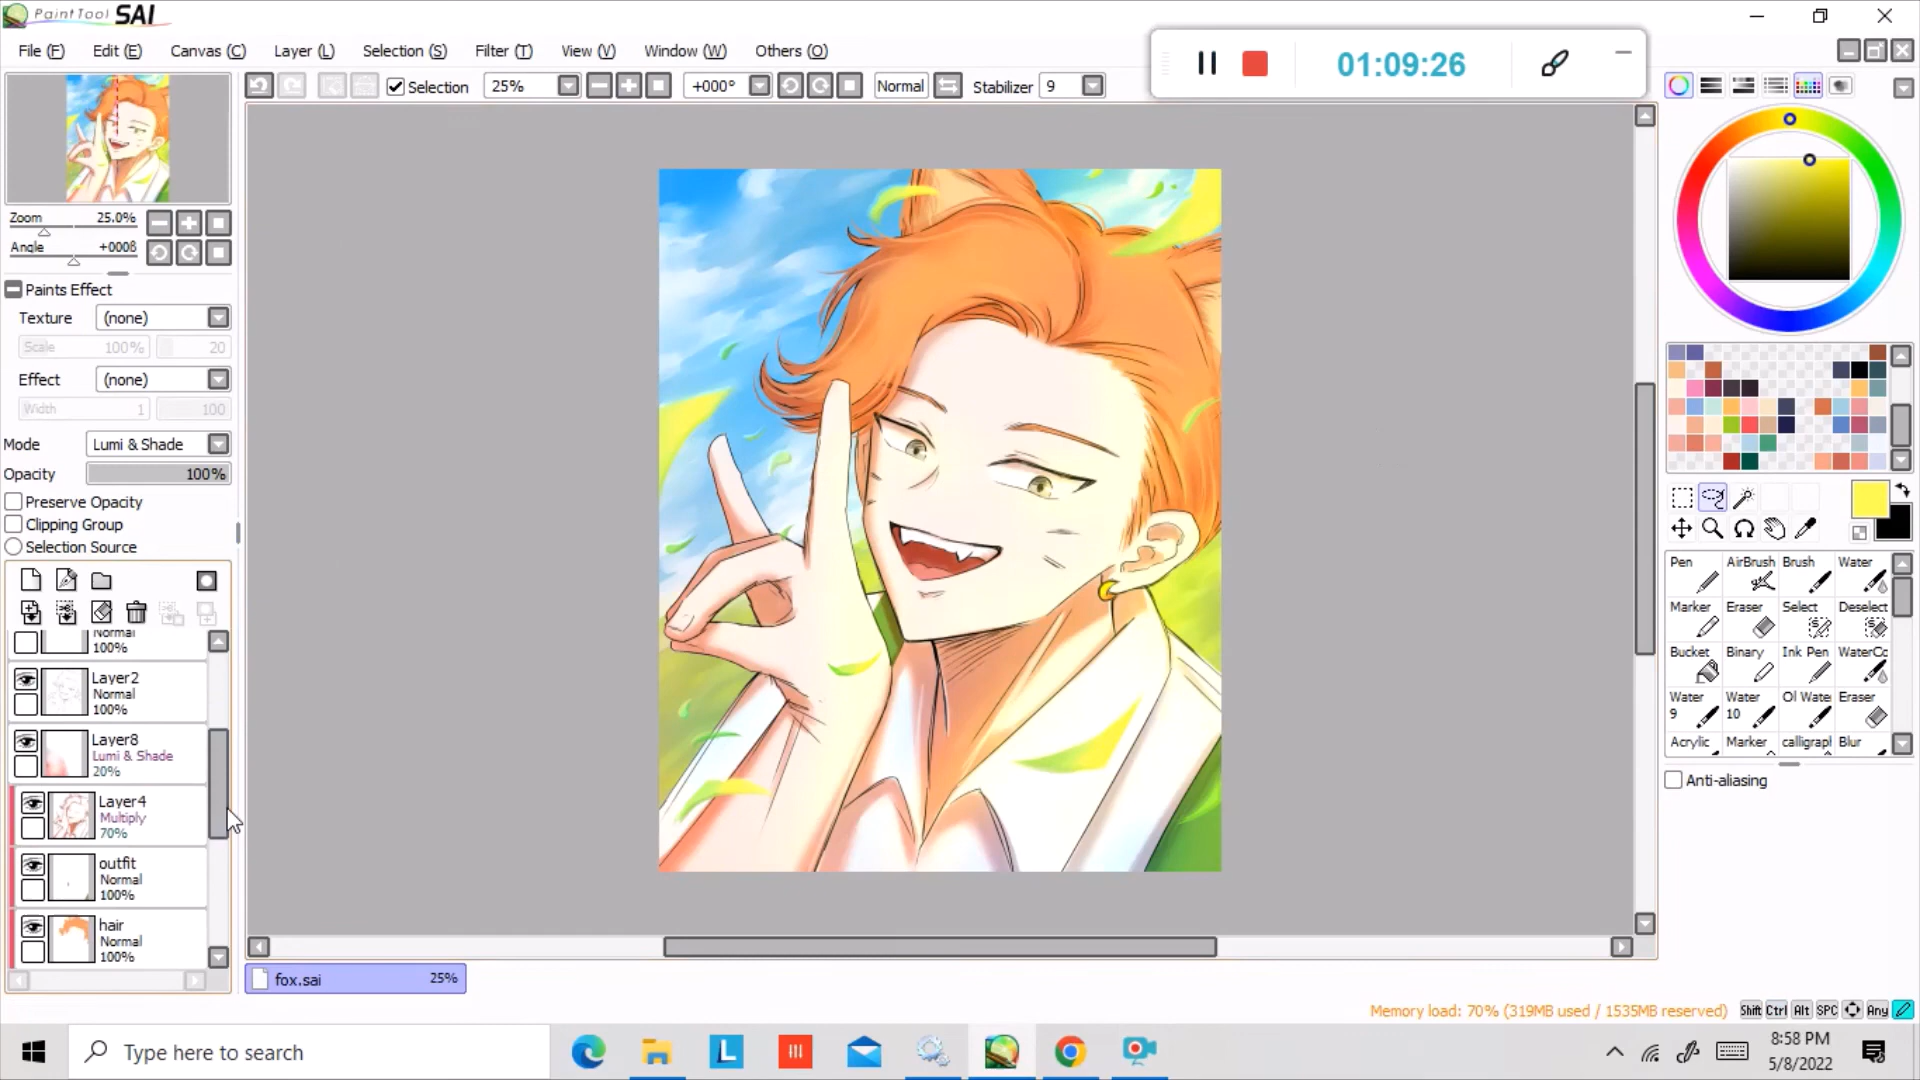 PaintTool SAI
File (F) Edit (E) Canvas (C) Layer (L) Selection (S) Filter (T) View (V) Window (W) Others (O)
01:09:26
Selection 25% +000° Normal Stabilizer 9
Zoom 25.0%
Angle +000ß
Paints Effect
Texture (none)
Scale 100% 20
Effect (none)
Width 1 100
Mode Lumi & Shade
Opacity 100%
Preserve Opacity
Clipping Group
Selection Source
Normal
100%
Layer2
Normal
100%
Layer8
Lumi & Shade
20%
Layer4
Multiply
70%
outfit
Normal
100%
hair
Normal
100%
Pen AirBrush Brush Water
Marker Eraser Select Deselect
Bucket Binary Ink Pen WaterCo
Water 9 Water 10 Oil Wate Eraser
Acrylic Marker calligrapl Blur
Anti-aliasing
fox.sai 25%
Memory load: 70% (319MB used / 1535MB reserved) Shift Ctrl Alt SPC Any
Type here to search
L
8:58 PM
5/8/2022